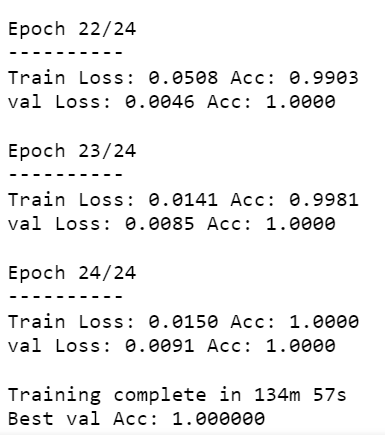 Epoch 22/24
----------
Train Loss: 0.0508 Acc: 0.9903
val Loss: 0.0046 Acc: 1.0000
Epoch 23/24
----------
Train Loss: 0.0141 Acc: 0.9981
val Loss: 0.0085 Acc: 1.0000
Epoch 24/24
----------
Train Loss: 0.0150 Acc: 1.0000
val Loss: 0.0091 Acc: 1.0000
Training complete in 134m 57s
Best val Acc: 1.000000